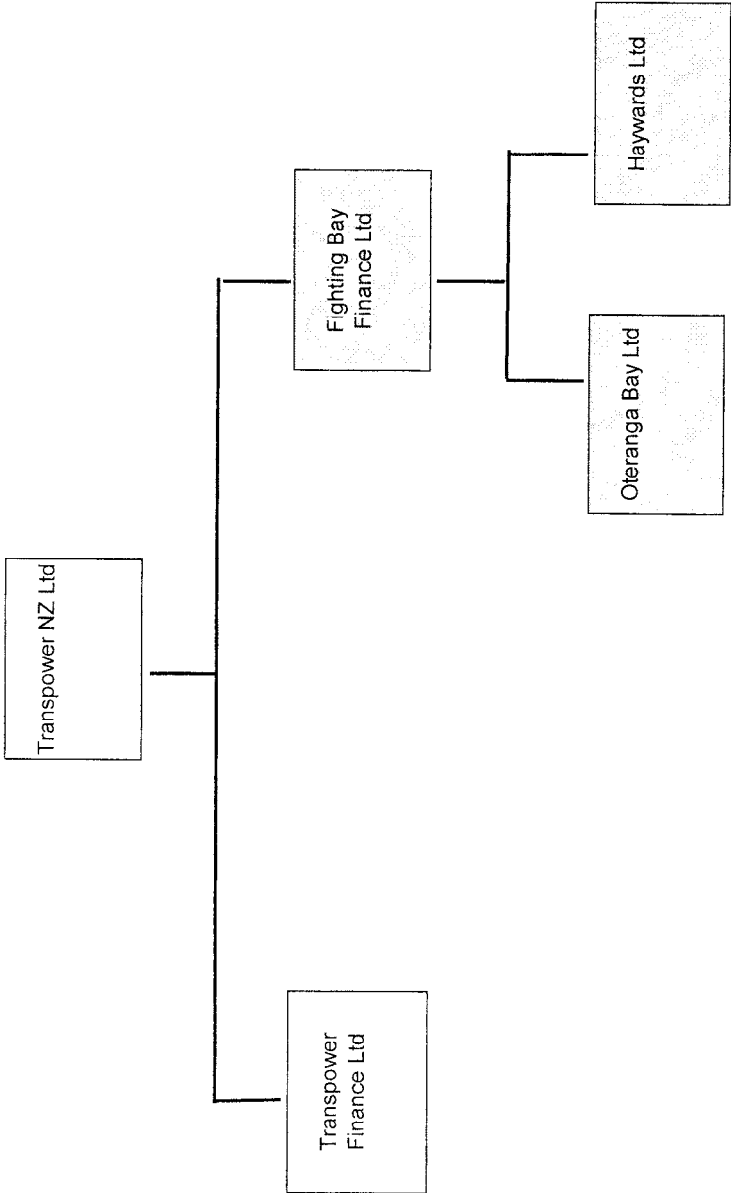 Transpower NZ Ltd
Transpower
Finance Ltd
Fighting Bay
Finance Ltd
Oteranga Bay Ltd
Haywards Ltd